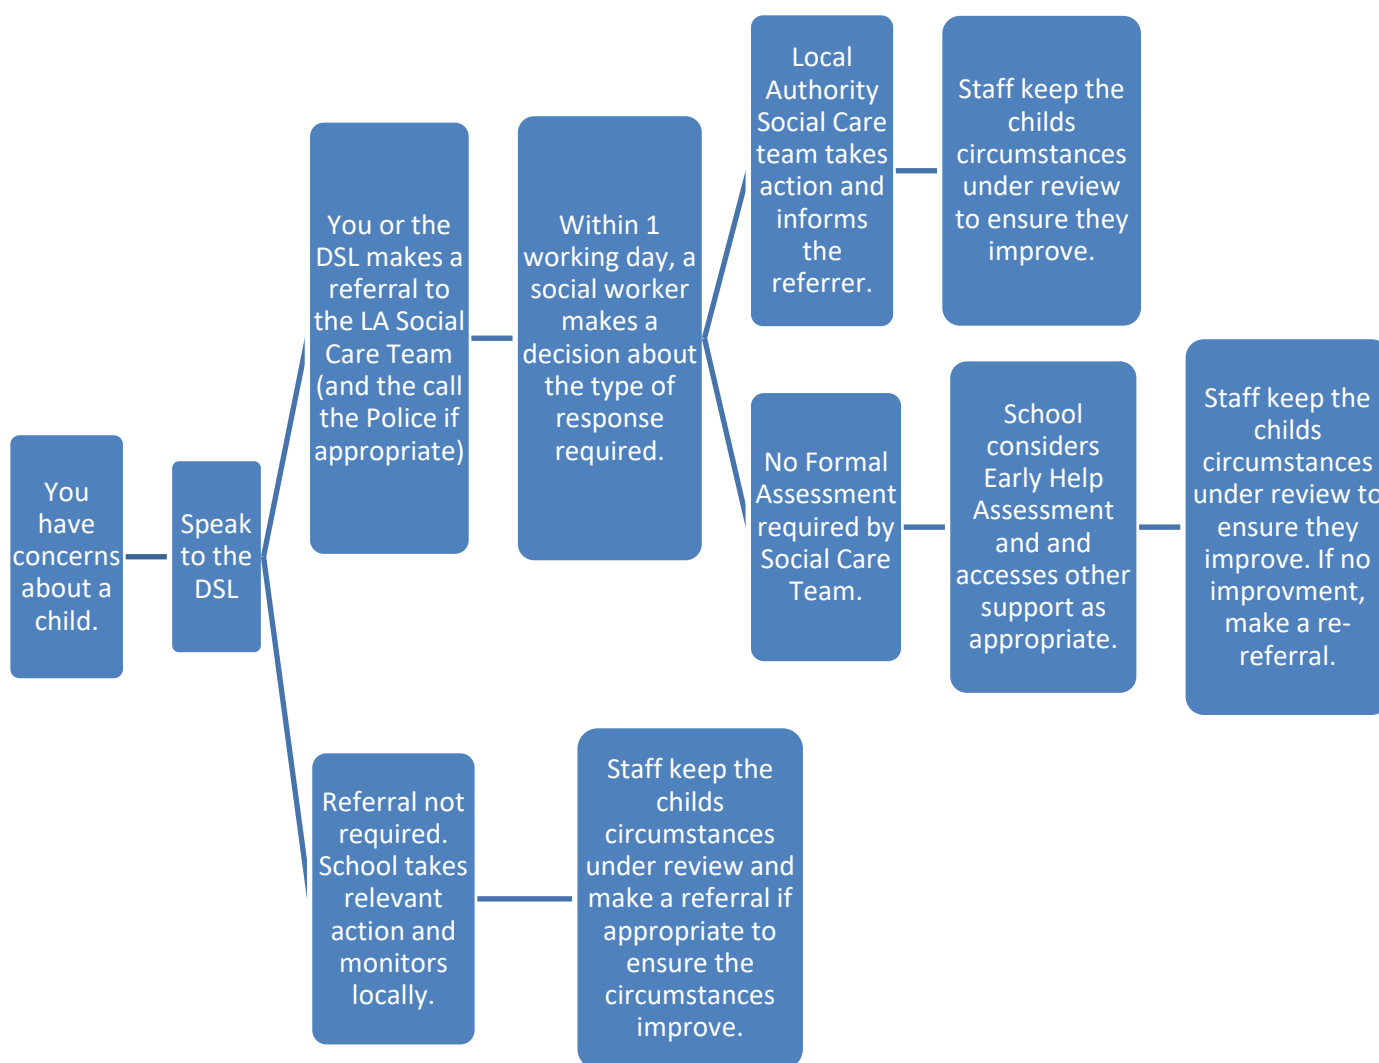 You
have
concerns
about a
child.
Speak
to the
DSL
You or the
DSL makes a
referral to
the LA Social
Care Team
(and the call
the Police if
appropriate)
Within 1
working day, a
social worker
makes a
decision about
the type of
response
required.
Local
Authority
Social Care
team takes
action and
informs
the
referrer.
Staff keep the
childs
circumstances
under review
to ensure they
improve.
No Formal
Assessment
required by
Social Care
Team.
School
considers
Early Help
Assessment
and and
accesses other
support as
appropriate.
Staff keep the
childs
circumstances
under review to
ensure they
improve. If no
improvment,
make a re-
referral.
Referral not
required.
School takes
relevant
action and
monitors
locally.
Staff keep the
childs
circumstances
under review and
make a referral if
appropriate to
ensure the
circumstances
improve.